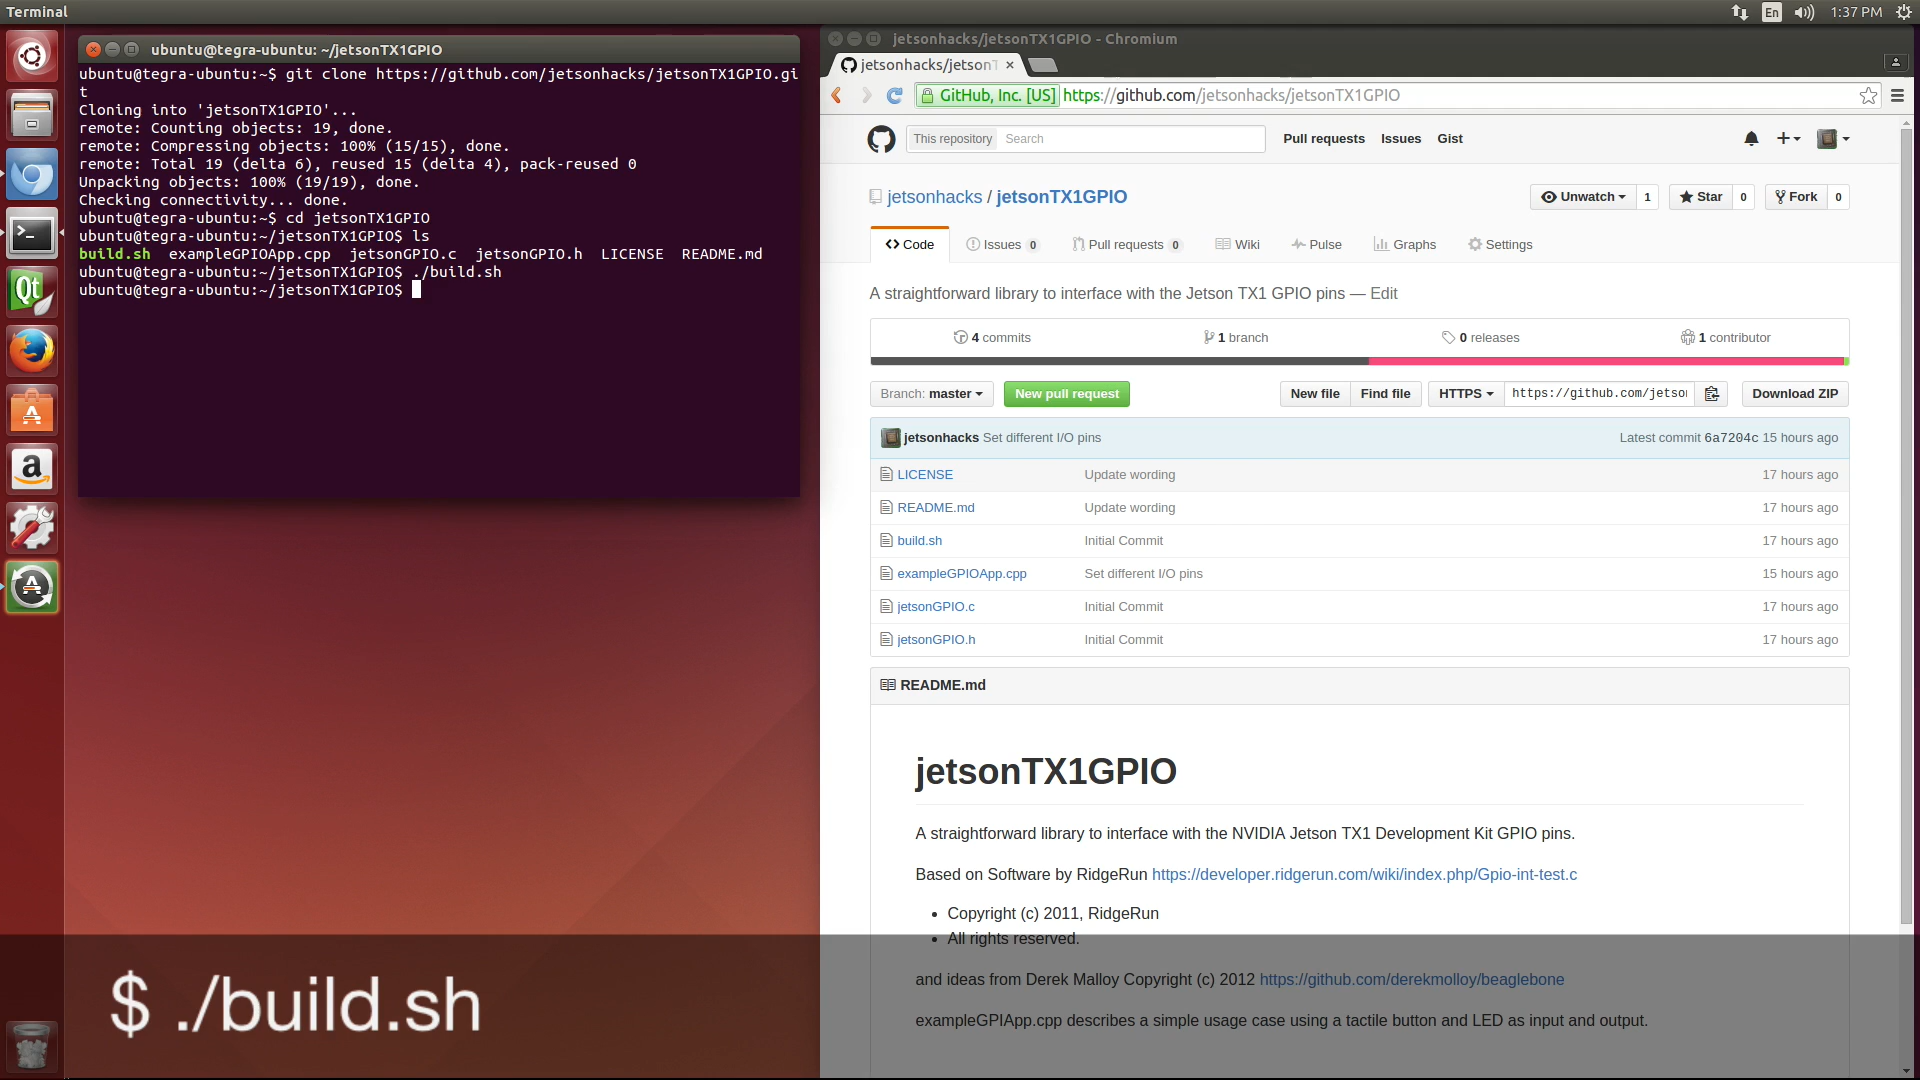 Terminal
En
1:37 PM
ubuntu@tegra-ubuntu: ~/jetsonTX1GPIO
ubuntu@tegra-ubuntu:~$ git clone https://github.com/jetsonhacks/jetsonTX1GPIO.gi
t
Cloning into 'jetsonTX1GPIO'...
remote: Counting objects: 19, done.
remote: Compressing objects: 100% (15/15), done.
remote: Total 19 (delta 6), reused 15 (delta 4), pack-reused 0
Unpacking objects: 100% (19/19), done.
Checking connectivity... done.
ubuntu@tegra-ubuntu:~$ cd jetsonTX1GPIO
ubuntu@tegra-ubuntu:~/jetsonTX1GPIO$ ls
build.sh exampleGPIOApp.cpp jetsonGPIO.c jetsonGPIO.h LICENSE README.md
ubuntu@tegra-ubuntu:~/jetsonTX1GPIO$ ./build.sh
ubuntu@tegra-ubuntu:~/jetsonTX1GPIO$
Qt
a
jetsonhacks/jetsonTX1GPIO - Chromium
jetsonhacks/jetsonT
GitHub, Inc. [US] https://github.com/jetsonhacks/jetsonTX1GPIO
This repository Search Pull requests Issues Gist
jetsonhacks / jetsonTX1GPIO Unwatch 1 Star 0 Fork 0
Code Issues 0 Pull requests 0 Wiki Pulse Graphs Settings
A straightforward library to interface with the Jetson TX1 GPIO pins — Edit
4 commits 1 branch 0 releases 1 contributor
Branch: master New pull request New file Find file HTTPS https://github.com/jetso Download ZIP
jetsonhacks Set different I/O pins Latest commit 6a7204c 15 hours ago
LICENSE Update wording 17 hours ago
README.md Update wording 17 hours ago
build.sh Initial Commit 17 hours ago
exampleGPIOApp.cpp Set different I/O pins 15 hours ago
jetsonGPIO.c Initial Commit 17 hours ago
jetsonGPIO.h Initial Commit 17 hours ago
README.md
jetsonTX1GPIO
A straightforward library to interface with the NVIDIA Jetson TX1 Development Kit GPIO pins.
Based on Software by RidgeRun https://developer.ridgerun.com/wiki/index.php/Gpio-int-test.c
• Copyright (c) 2011, RidgeRun
• All rights reserved.
and ideas from Derek Malloy Copyright (c) 2012 https://github.com/derekmolloy/beaglebone
exampleGPIApp.cpp describes a simple usage case using a tactile button and LED as input and output.
$ ./build.sh